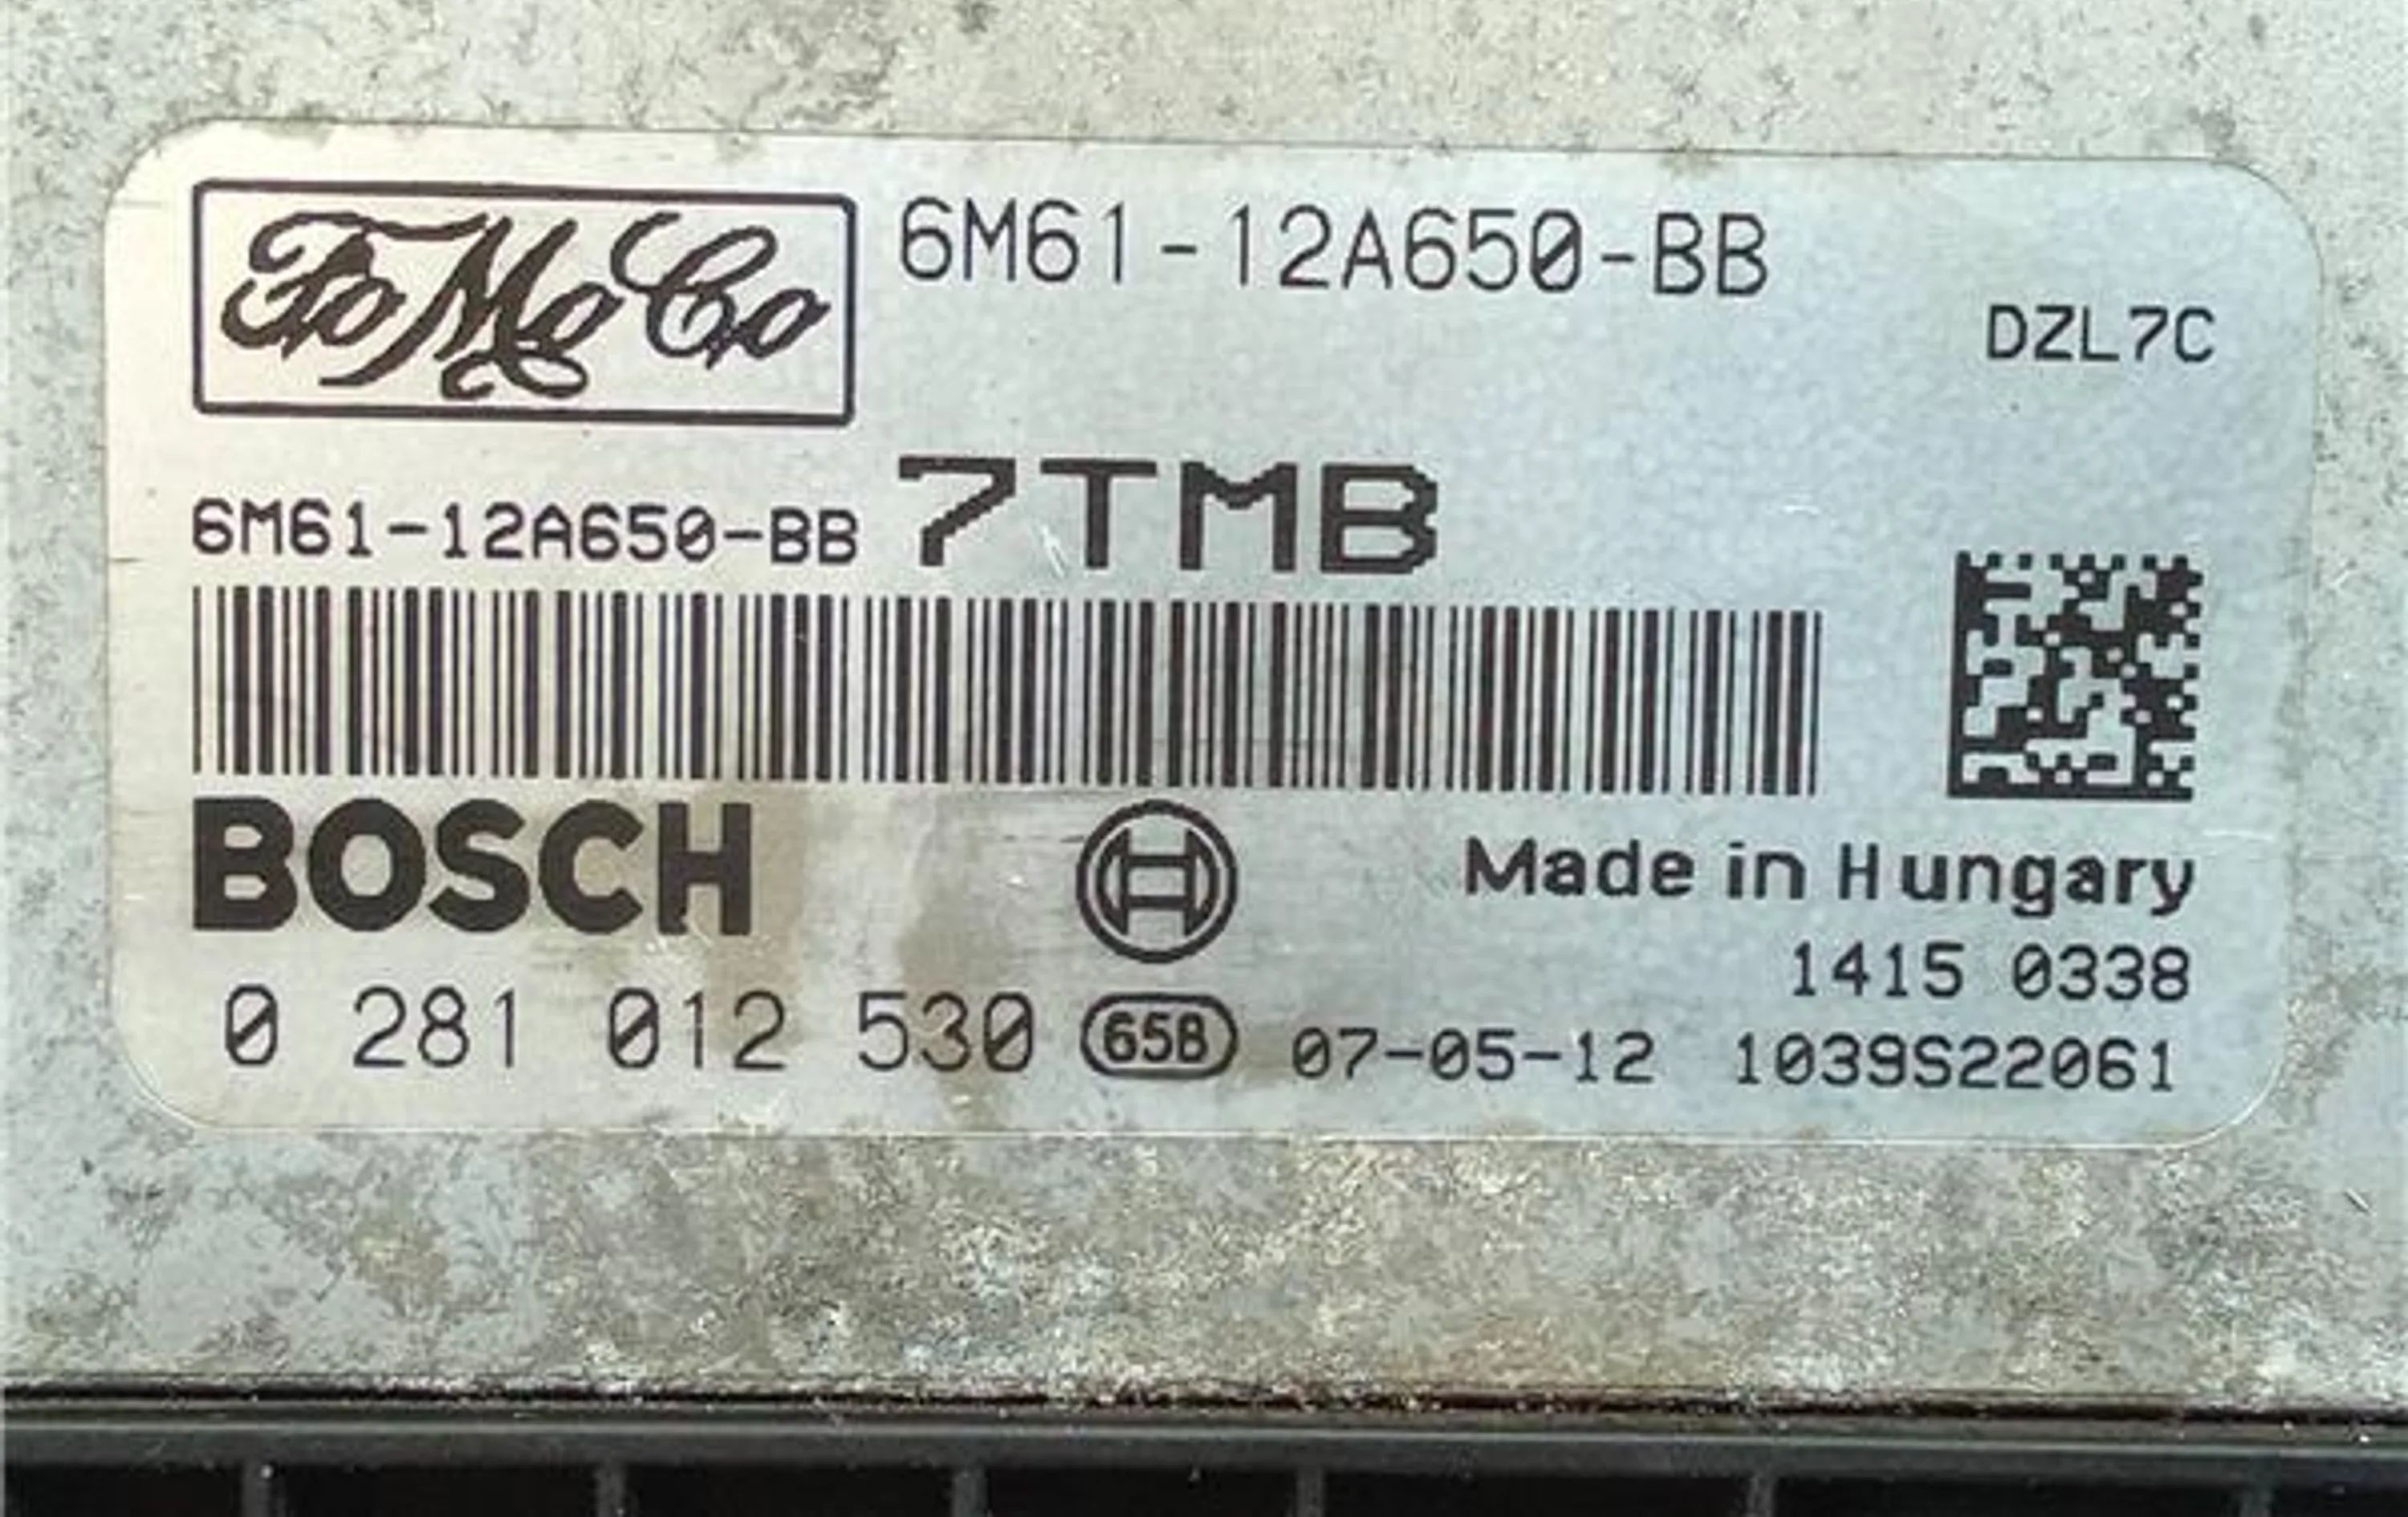 FoMoCo 6M61-12A650-BB
DZL7C
6M61-12A650-BB 7TMB
BOSCH
Made in Hungary
1415 0338
0 281 012 530 65B 07-05-12 1039S22061